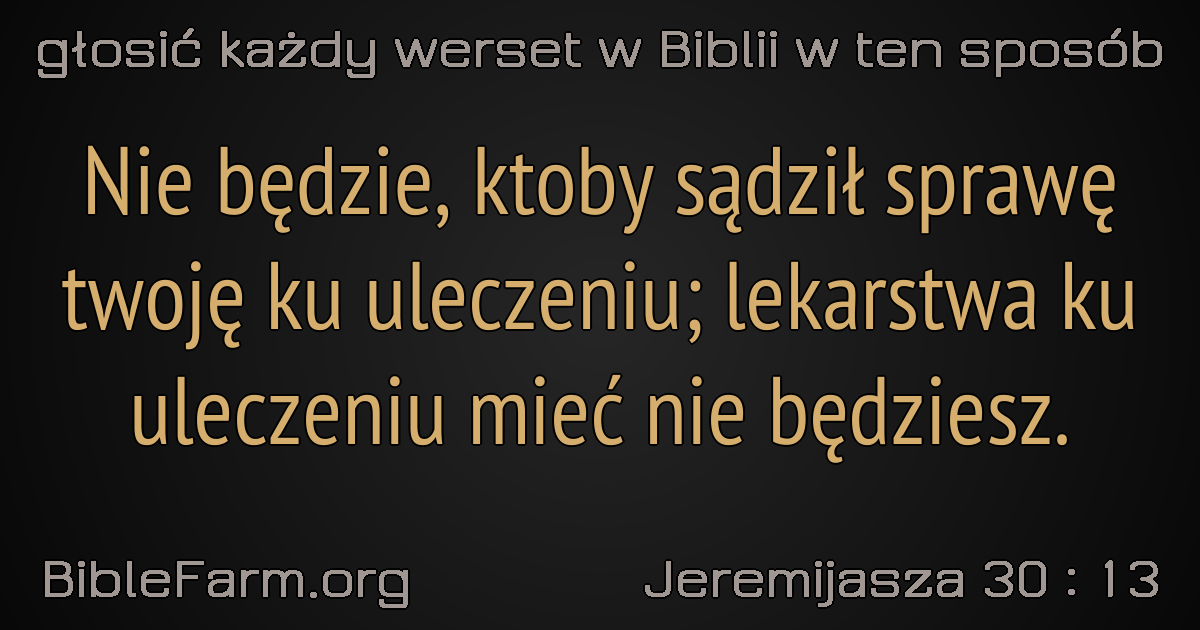 głosić każdy werset w Biblii w ten sposób
Nie będzie, ktoby sądził sprawę
twoję ku uleczeniu; lekarstwa ku
uleczeniu mieć nie będziesz.
BibleFarm.org
Jeremijasza 30 : 13